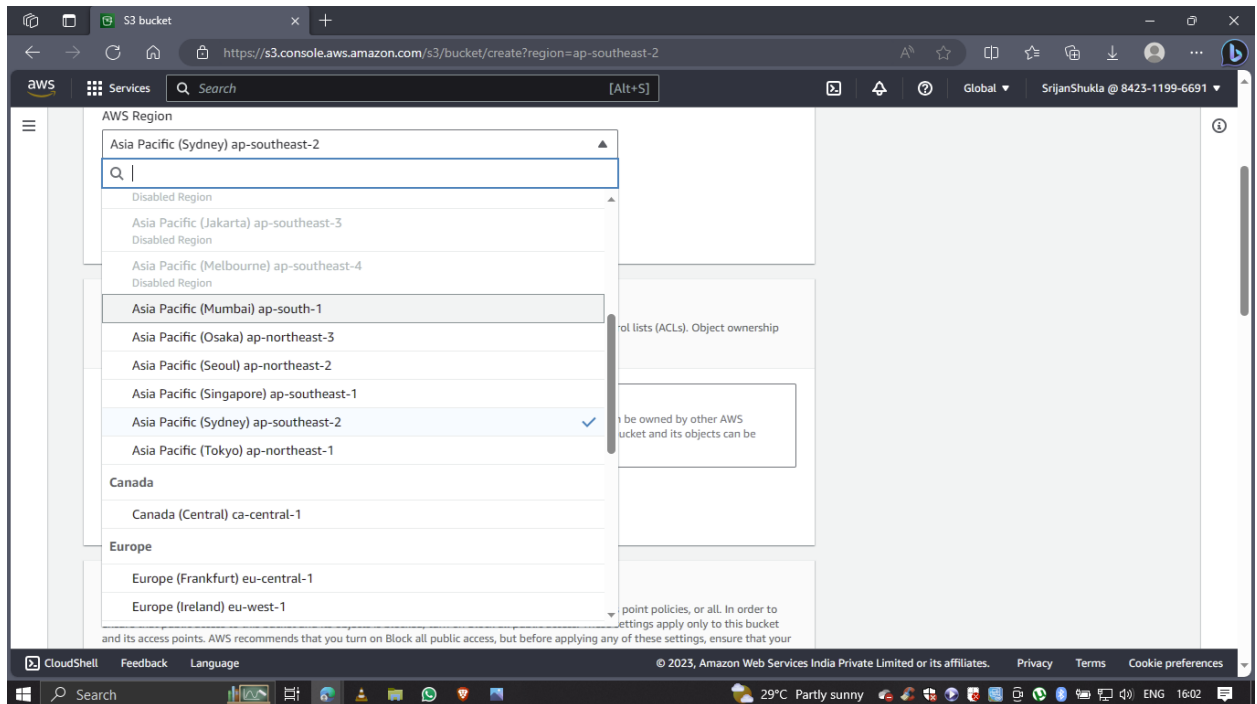 S3 bucket
https://s3.console.aws.amazon.com/s3/bucket/create?region=ap-southeast-2
aws
Services
Search [Alt+S]
Global ▼
SrijanShukla @ 8423-1199-6691 ▼
AWS Region
Asia Pacific (Sydney) ap-southeast-2
Disabled Region
Asia Pacific (Jakarta) ap-southeast-3
Disabled Region
Asia Pacific (Melbourne) ap-southeast-4
Disabled Region
Asia Pacific (Mumbai) ap-south-1
rol lists (ACLs). Object ownership
Asia Pacific (Osaka) ap-northeast-3
Asia Pacific (Seoul) ap-northeast-2
Asia Pacific (Singapore) ap-southeast-1
Asia Pacific (Sydney) ap-southeast-2
be owned by other AWS
ucket and its objects can be
Asia Pacific (Tokyo) ap-northeast-1
Canada
Canada (Central) ca-central-1
Europe
Europe (Frankfurt) eu-central-1
Europe (Ireland) eu-west-1
point policies, or all. In order to
ettings apply only to this bucket
and its access points. AWS recommends that you turn on Block all public access, but before applying any of these settings, ensure that your
CloudShell Feedback Language
© 2023, Amazon Web Services India Private Limited or its affiliates. Privacy Terms Cookie preferences
Search
29°C Partly sunny
ENG 16:02